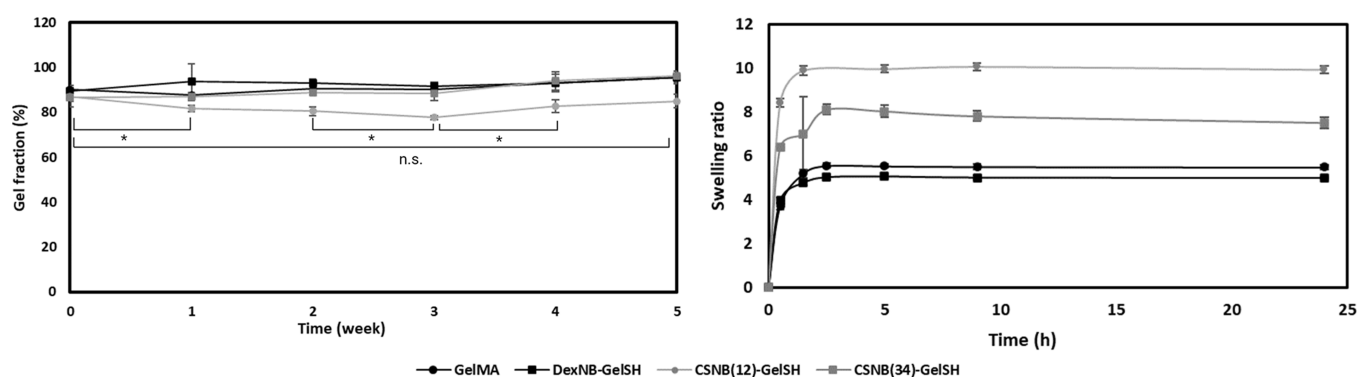 120
100
80
60
40
20
0
Gel fraction (%)
*
*
*
n.s.
0 1 2 3 4 5
Time (week)
12
10
8
6
4
2
0
Swelling ratio
0 5 10 15 20 25
Time (h)
GelMA DexNB-GelSH CSNB(12)-GelSH CSNB(34)-GelSH